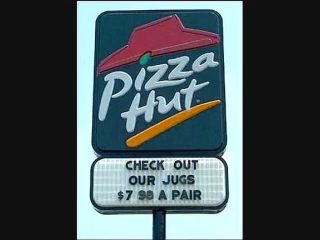 Pizza
Hut
CHECK OUT
OUR JUGS
$7 98 A PAIR